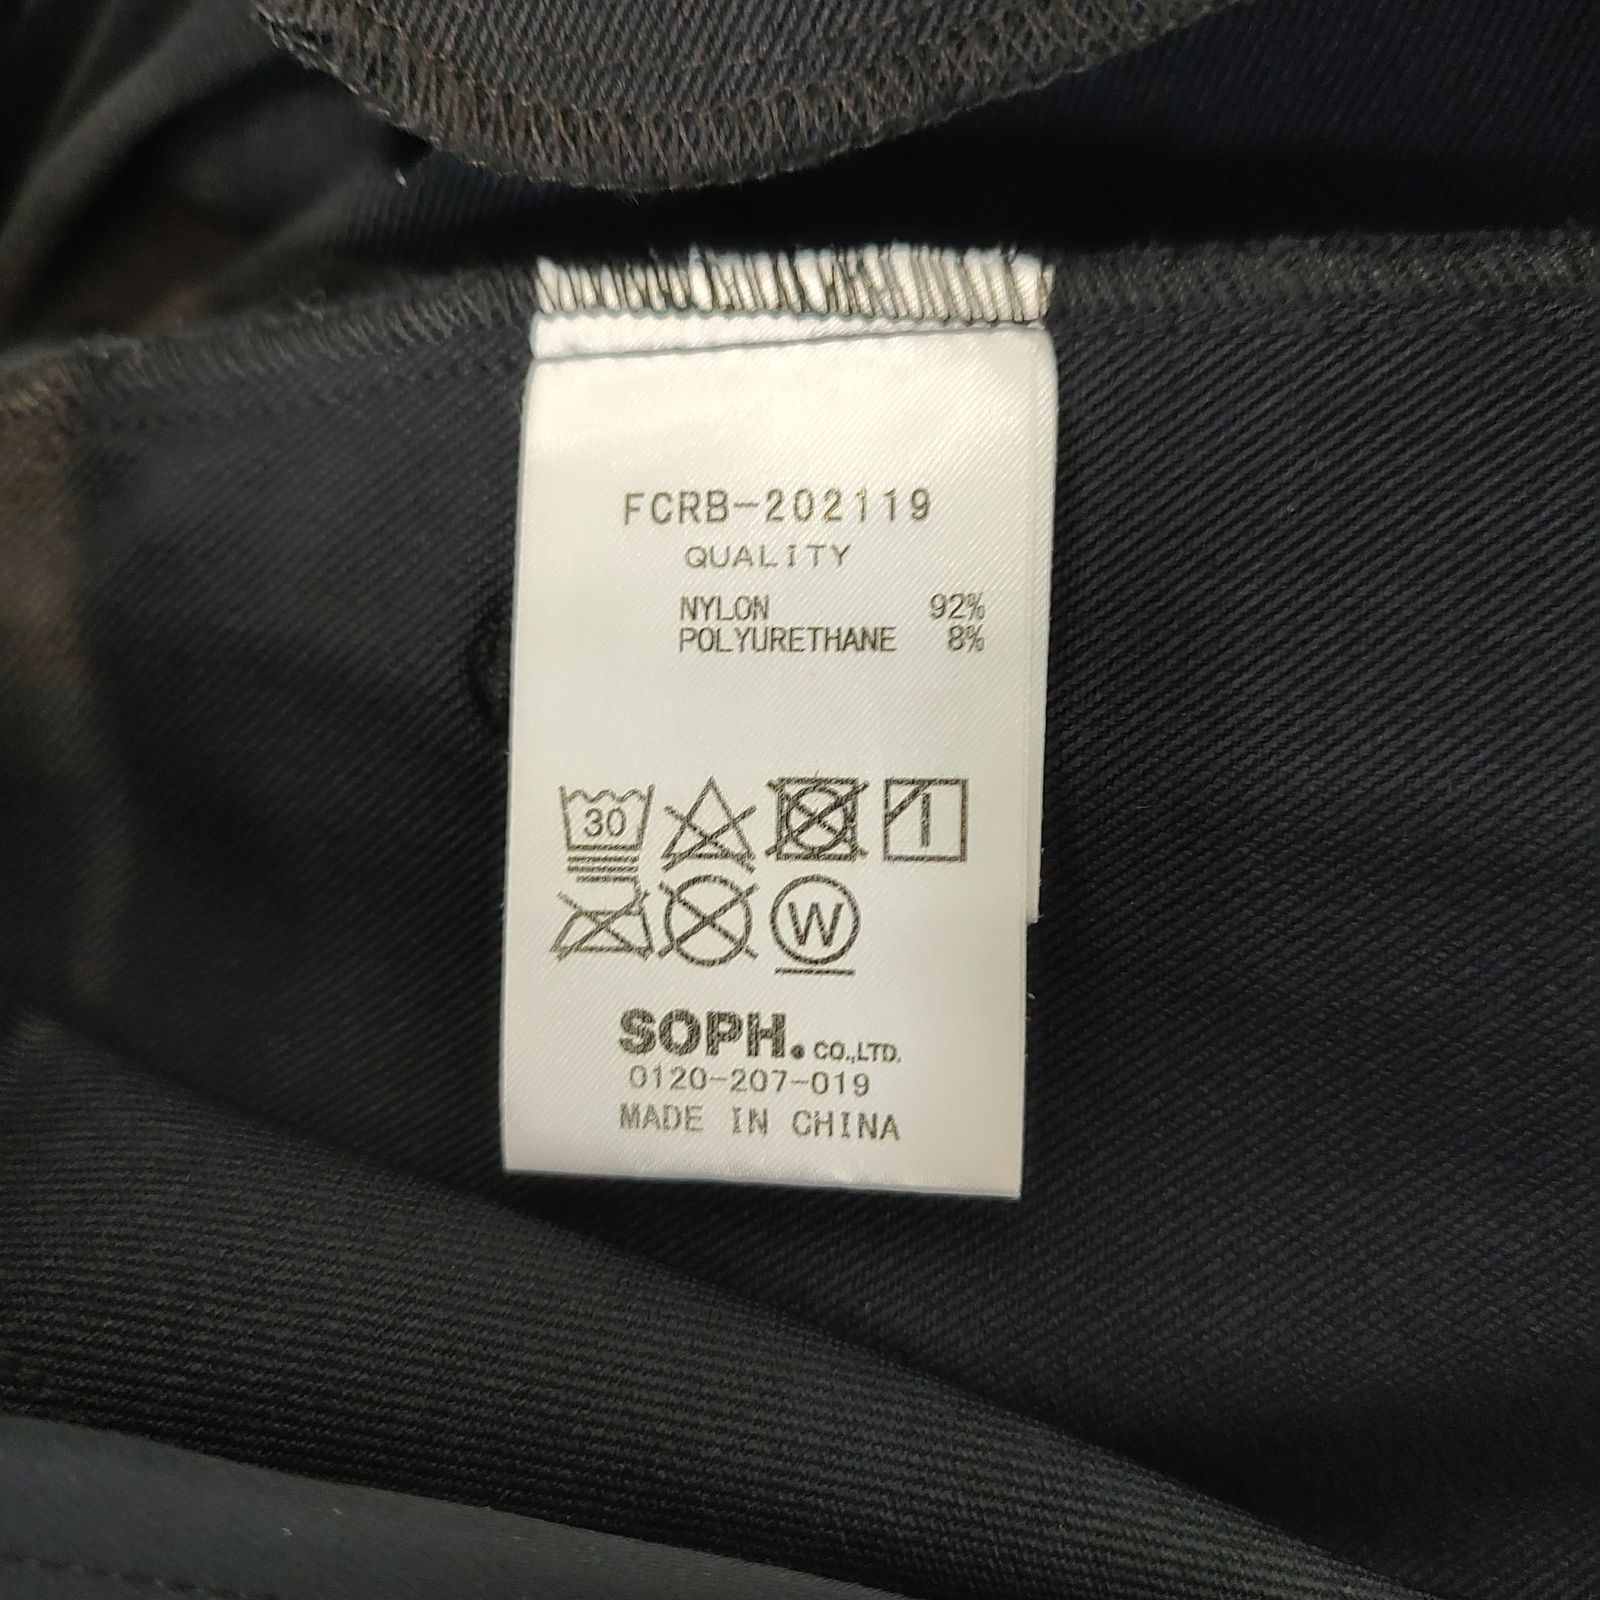 FCRB-202119
QUALITY
NYLON 92%
POLYURETHANE 8%
30
W
SOPH. CO.,LTD.
0120-207-019
MADE IN CHINA